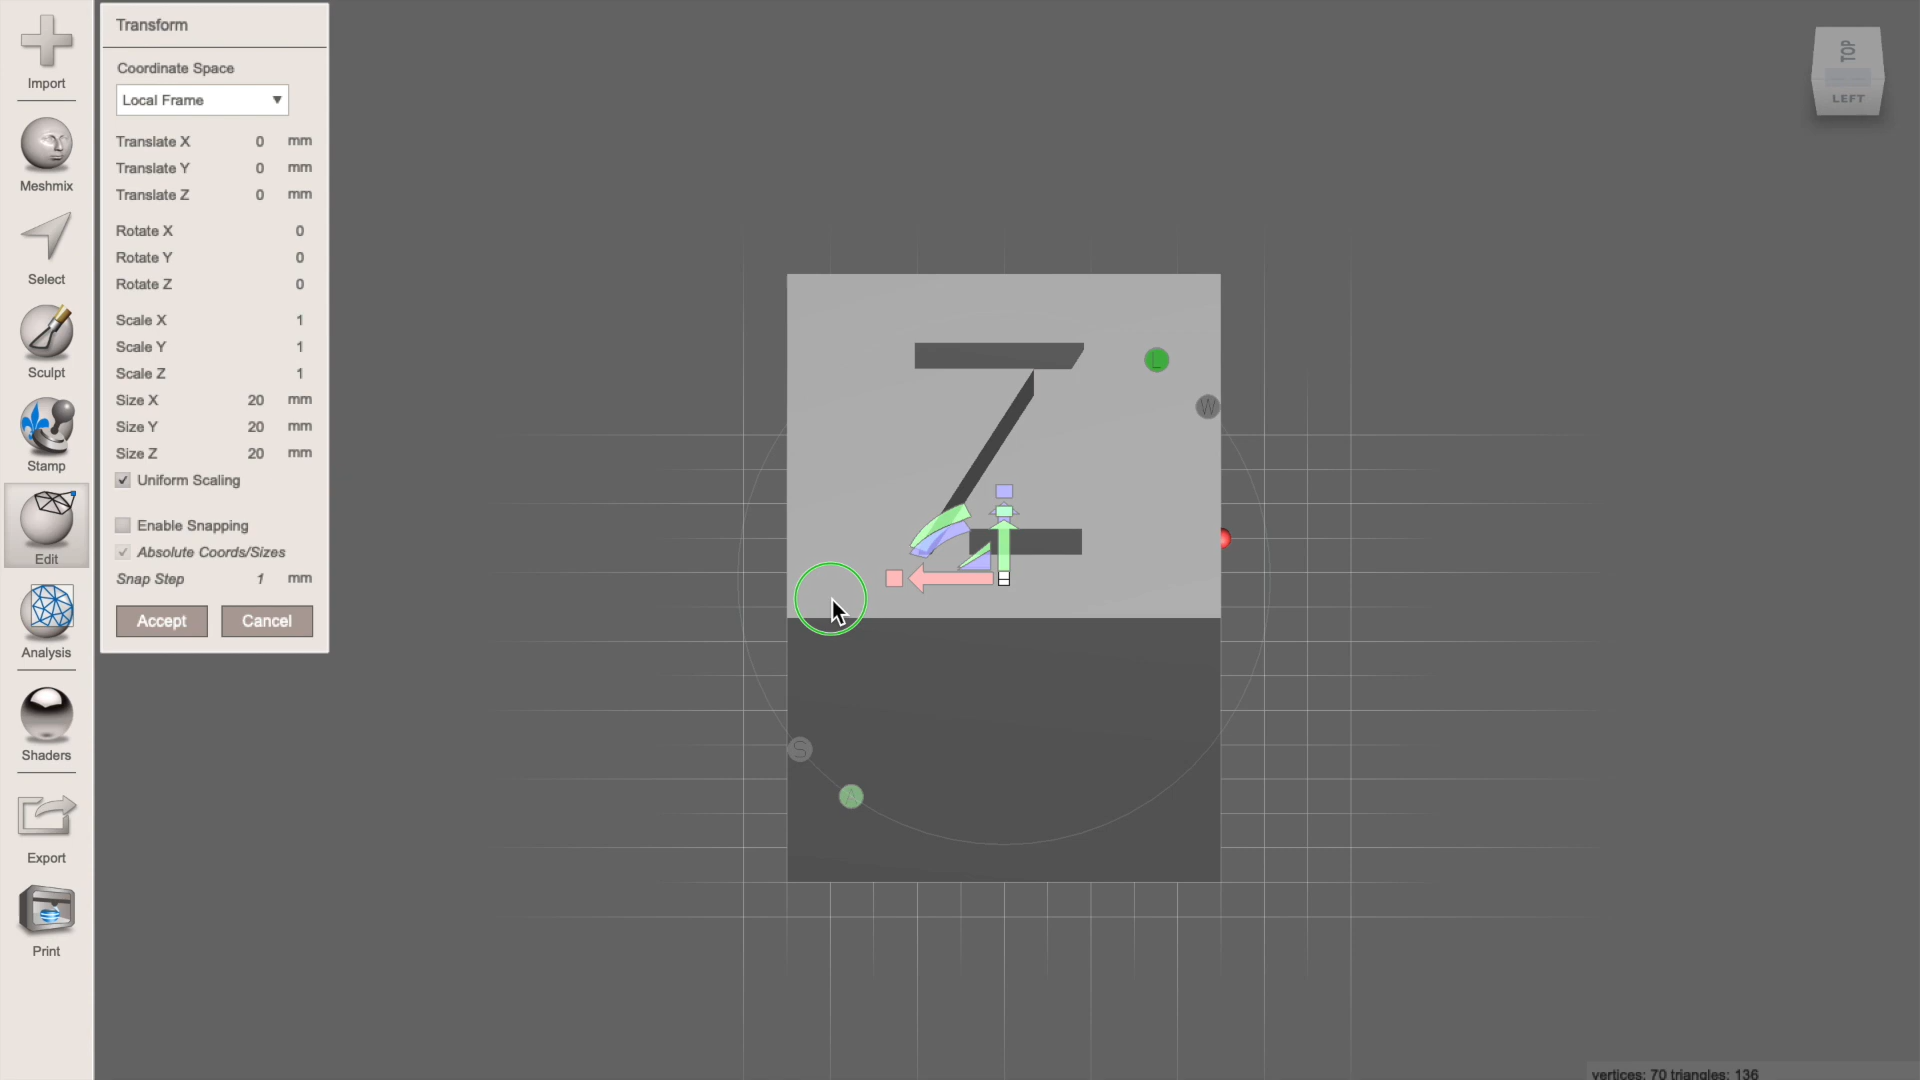 Import
Meshmix
Select
Sculpt
Stamp
Edit
Analysis
Shaders
Export
Print
Transform
Coordinate Space
Local Frame
Translate X 0 mm
Translate Y 0 mm
Translate Z 0 mm
Rotate X 0
Rotate Y 0
Rotate Z 0
Scale X 1
Scale Y 1
Scale Z 1
Size X 20 mm
Size Y 20 mm
Size Z 20 mm
Uniform Scaling
Enable Snapping
Absolute Coords/Sizes
Snap Step 1 mm
Accept Cancel
Z
L
W
S
A
TOP
LEFT
vertices: 70 triangles: 136